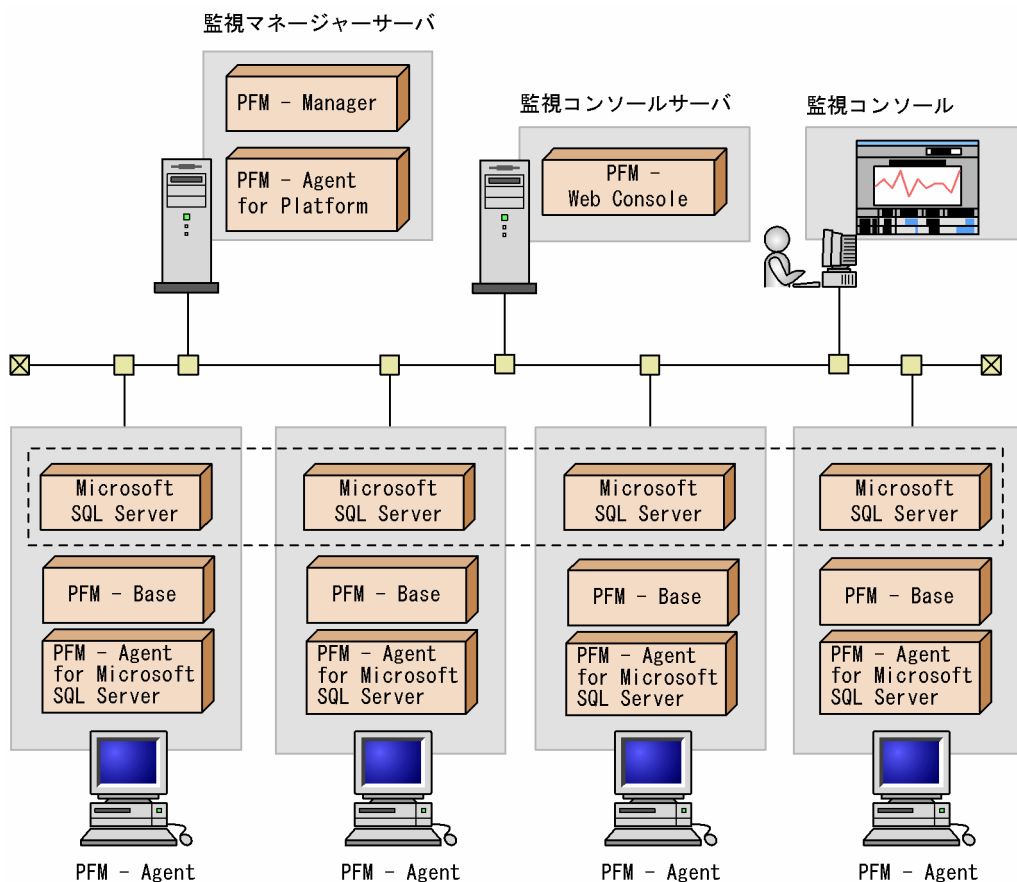 監視マネージャーサーバ
PFM - Manager
PFM - Agent
for Platform
監視コンソールサーバ
PFM -
Web Console
監視コンソール
Microsoft
SQL Server
Microsoft
SQL Server
Microsoft
SQL Server
Microsoft
SQL Server
PFM - Base
PFM - Base
PFM - Base
PFM - Base
PFM - Agent
for Microsoft
SQL Server
PFM - Agent
for Microsoft
SQL Server
PFM - Agent
for Microsoft
SQL Server
PFM - Agent
for Microsoft
SQL Server
PFM - Agent
PFM - Agent
PFM - Agent
PFM - Agent